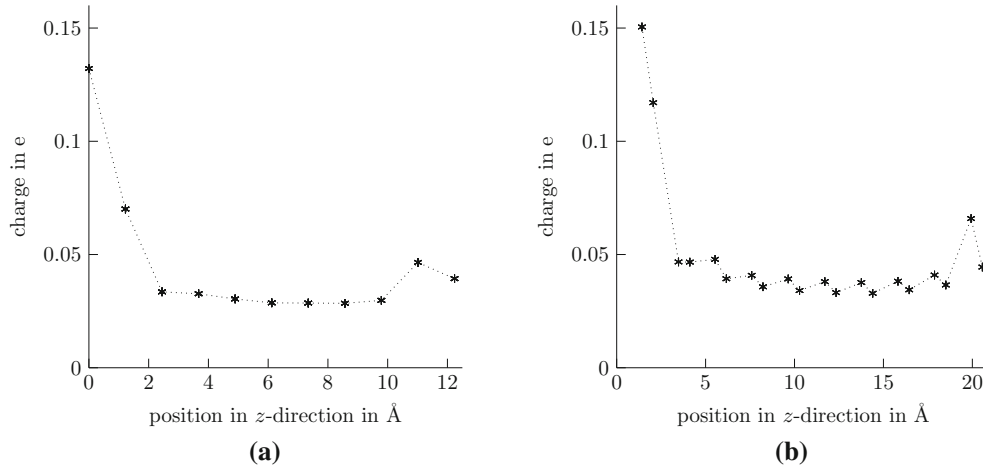 0.15
0.1
0.05
0
charge in e
0 2 4 6 8 10 12
position in z-direction in Å
(a)
0.15
0.1
0.05
0
charge in e
0 5 10 15 20
position in z-direction in Å
(b)